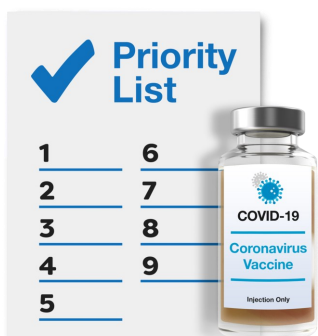 Priority
List
1
2
3
4
5
6
7
8
9
COVID-19
Coronavirus
Vaccine
Injection Only